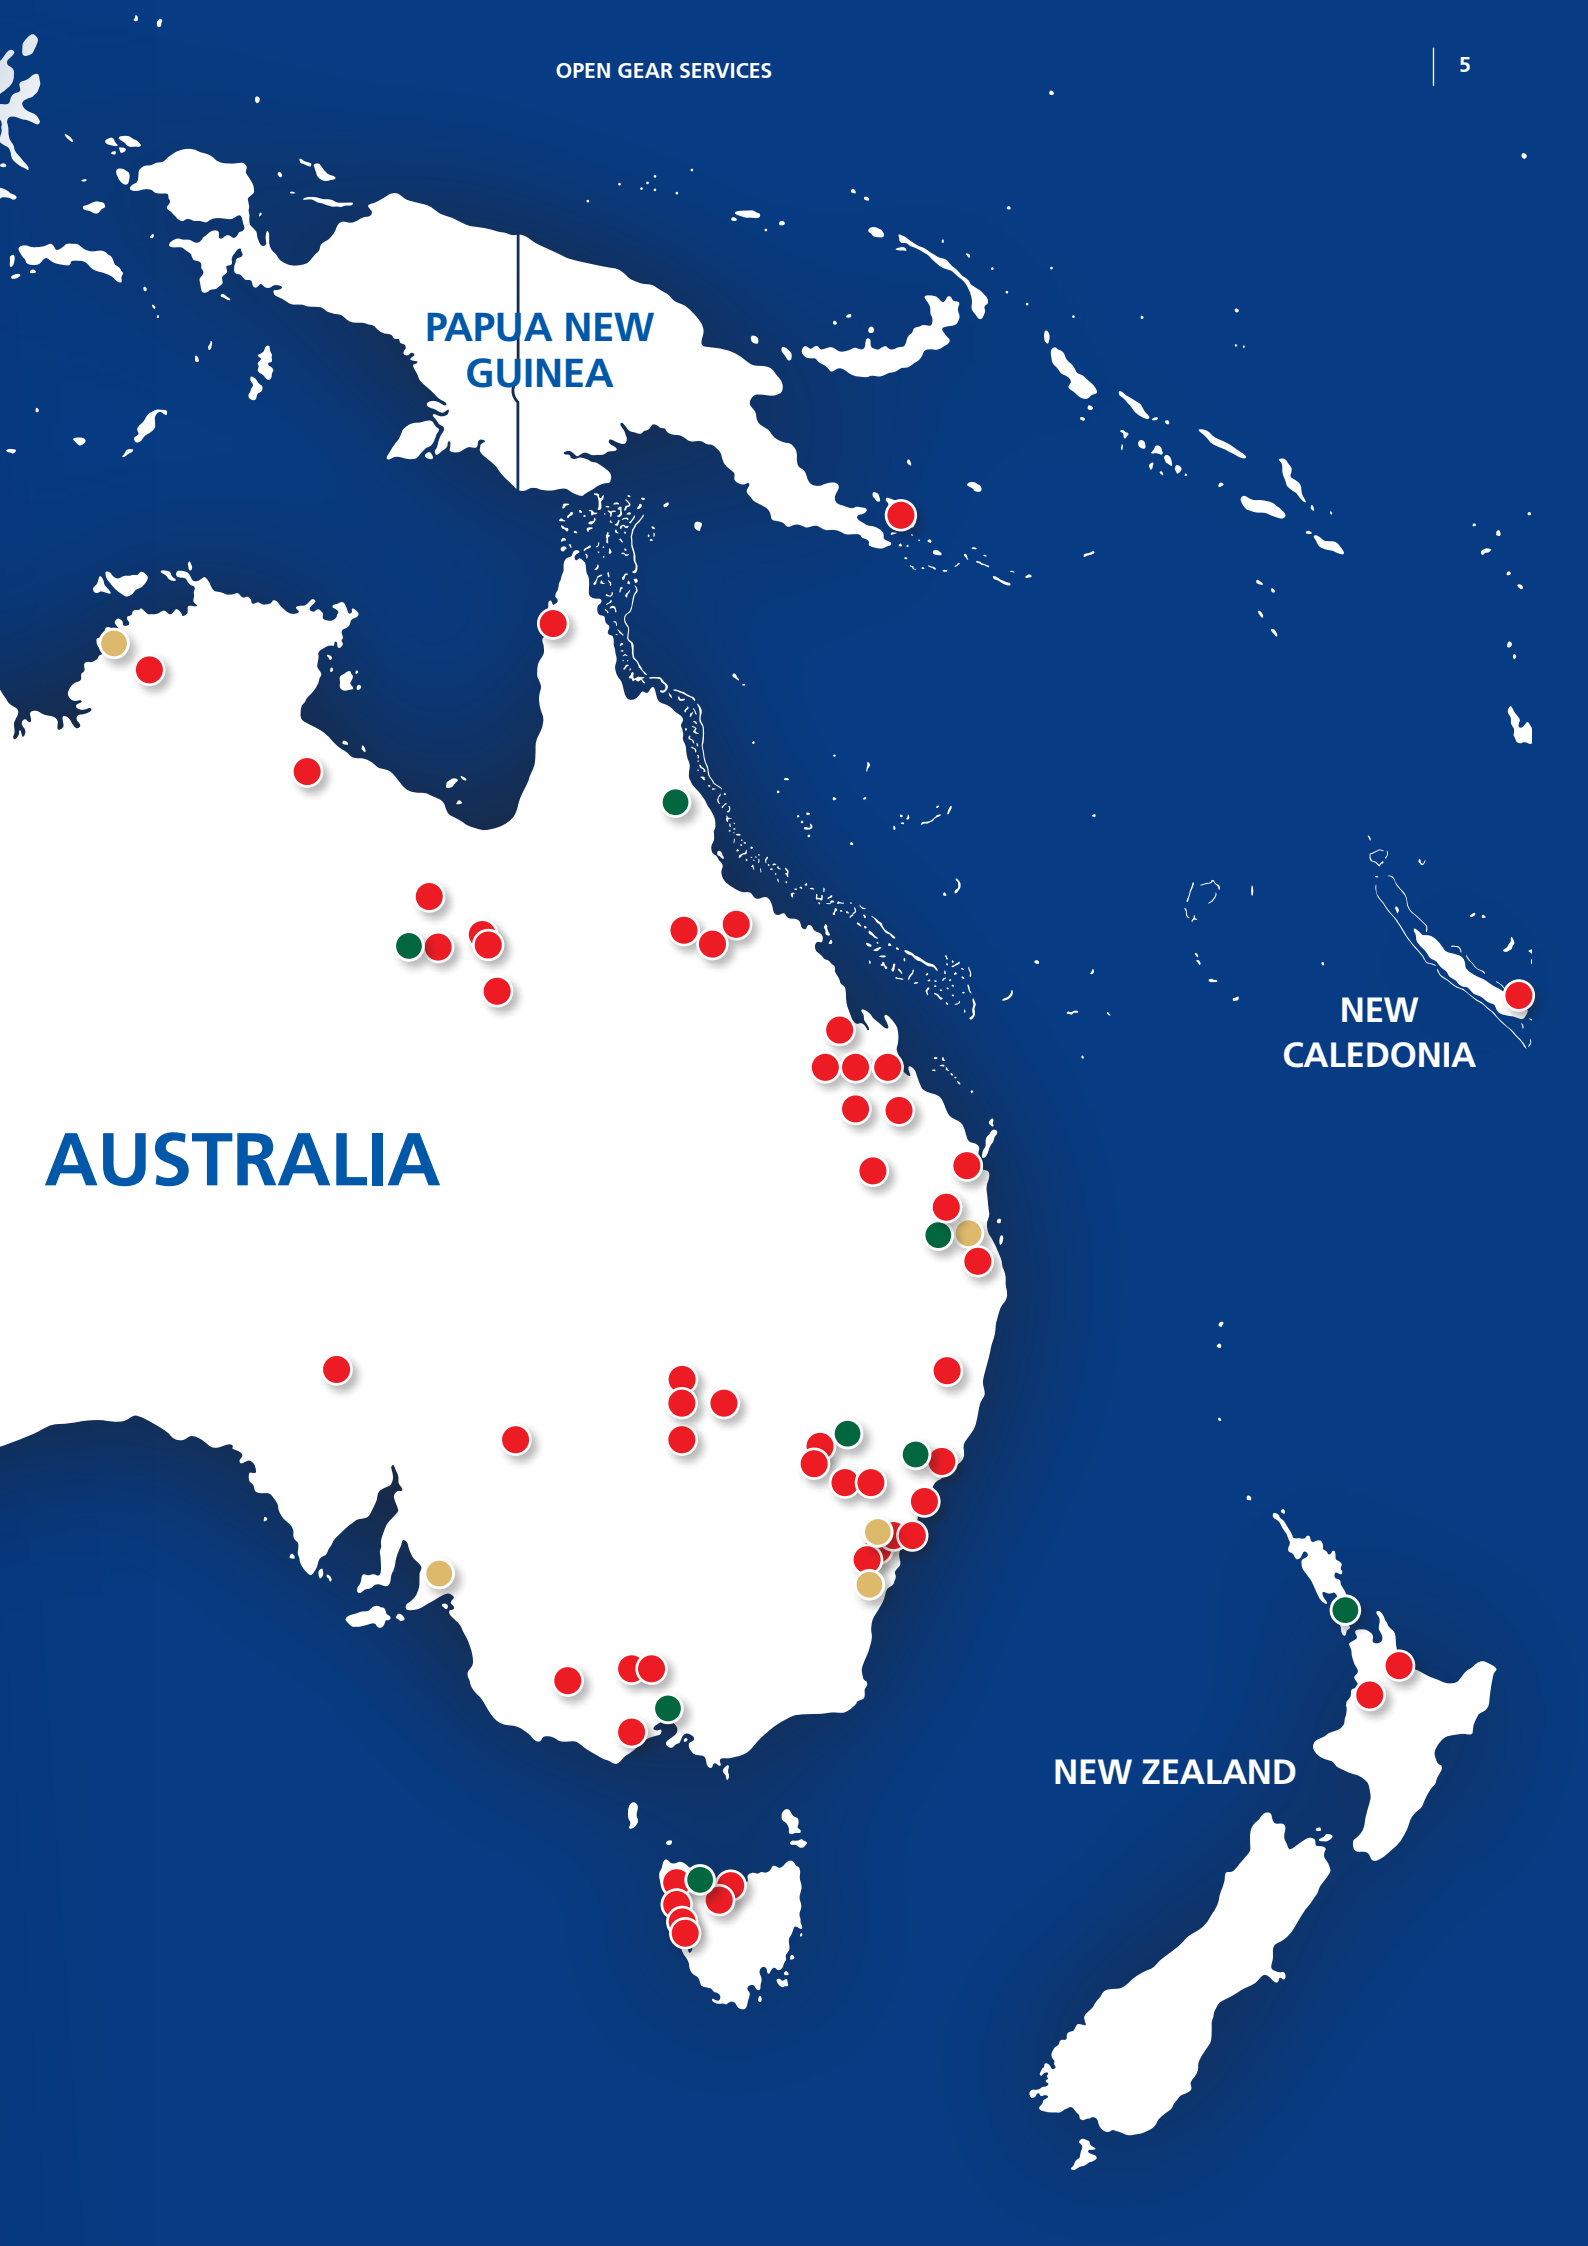 OPEN GEAR SERVICES
5
PAPUA NEW
GUINEA
NEW
CALEDONIA
AUSTRALIA
NEW ZEALAND